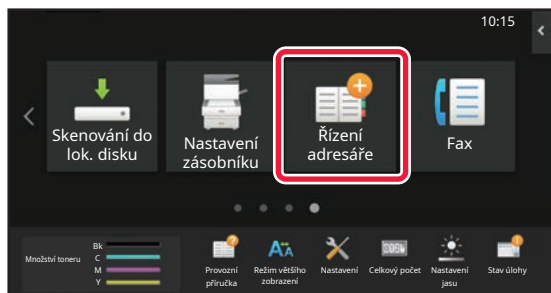 10:15
Skenování do
lok. disku
Nastavení
zásobníku
Řízení
adresáře
Fax
Množství toneru
Bk
C
M
Y
Provozní
příručka
Režim většího
zobrazení
Nastavení
Celkový počet
Nastavení
jasu
Stav úlohy